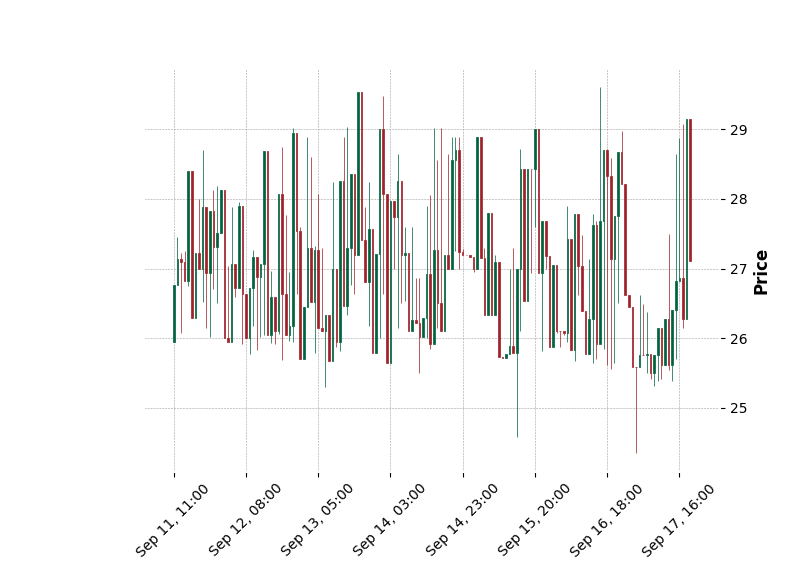 29
28
27
26
25
Price
Sep 11, 11:00
Sep 12, 08:00
Sep 13, 05:00
Sep 14, 03:00
Sep 14, 23:00
Sep 15, 20:00
Sep 16, 18:00
Sep 17, 16:00